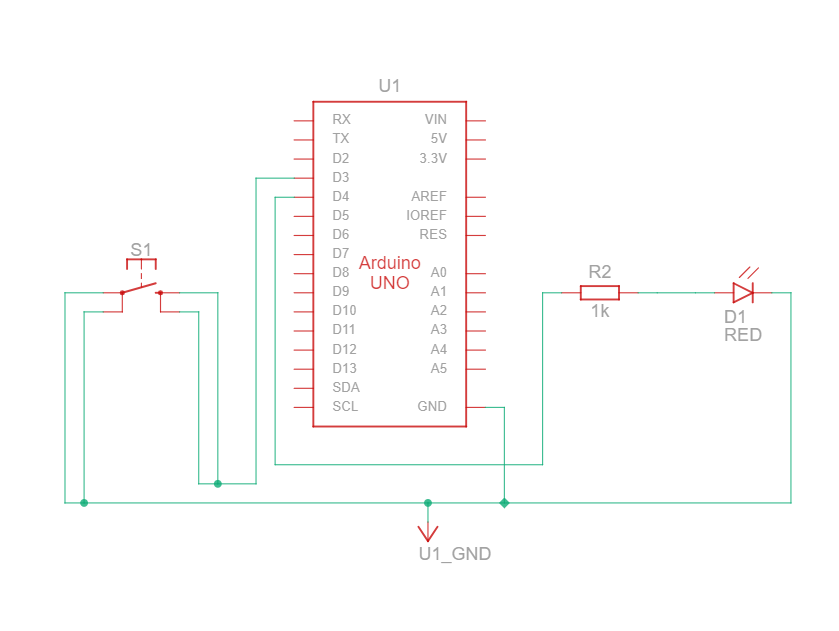 U1
RX
VIN
TX
5V
D2
3.3V
D3
D4
AREF
D5
IOREF
D6
RES
D7
Arduino
UNO
D8
A0
D9
A1
D10
A2
D11
A3
D12
A4
D13
A5
SDA
SCL
GND
S1
R2
1k
D1
RED
U1_GND